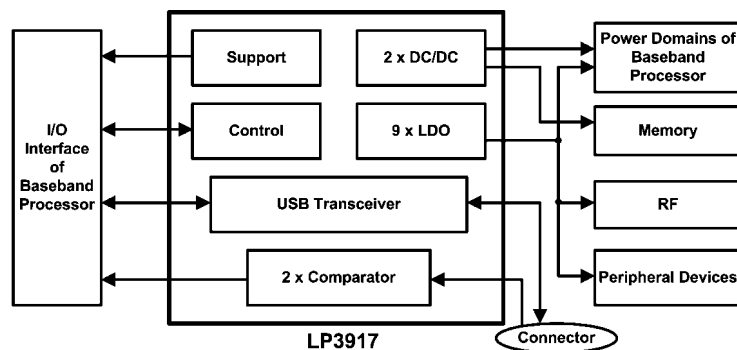 Support
2 x DC/DC
Power Domains of
Baseband
Processor
I/O
Interface
of
Baseband
Processor
Control
9 x LDO
Memory
USB Transceiver
RF
2 x Comparator
Peripheral Devices
LP3917
Connector